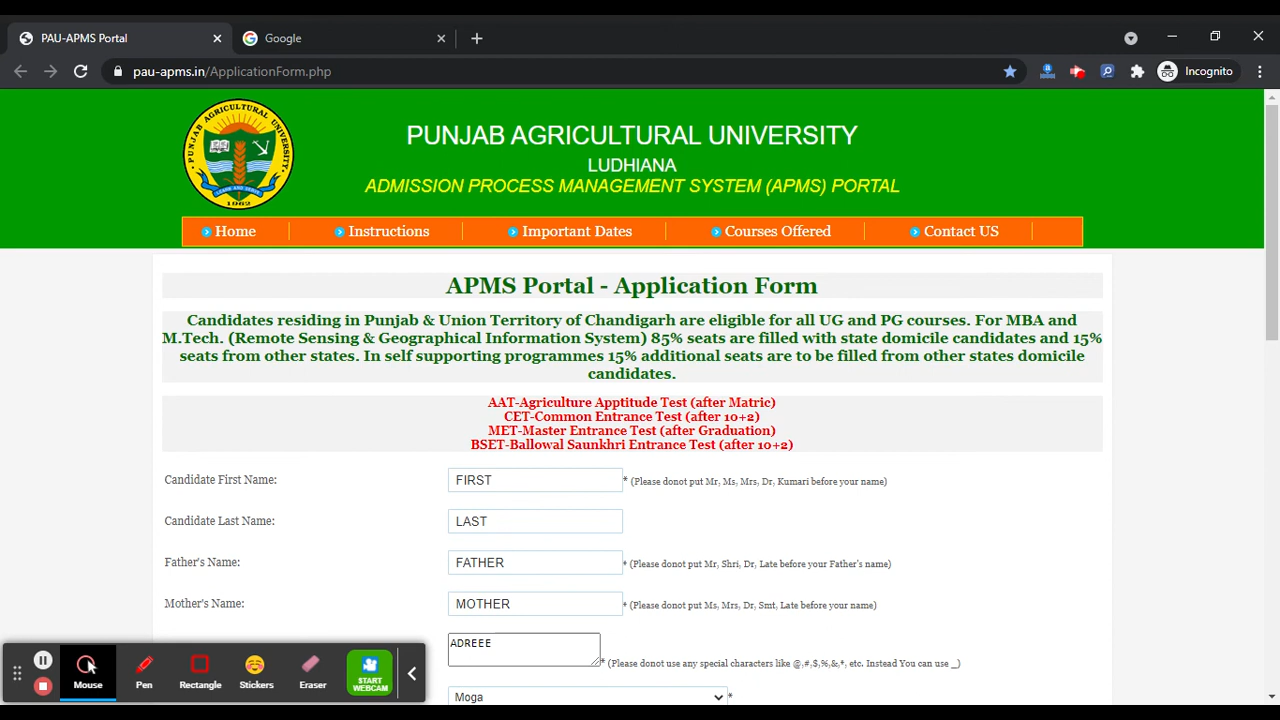 PAU-APMS Portal
Google
pau-apms.in/ApplicationForm.php
Incognito
PUNJAB AGRICULTURAL UNIVERSITY
1962
PUNJAB AGRICULTURAL UNIVERSITY
LUDHIANA
ADMISSION PROCESS MANAGEMENT SYSTEM (APMS) PORTAL
Home
Instructions
Important Dates
Courses Offered
Contact US
APMS Portal - Application Form
Candidates residing in Punjab & Union Territory of Chandigarh are eligible for all UG and PG courses. For MBA and
M.Tech. (Remote Sensing & Geographical Information System) 85% seats are filled with state domicile candidates and 15%
seats from other states. In self supporting programmes 15% additional seats are to be filled from other states domicile
candidates.
AAT-Agriculture Apptitude Test (after Matric)
CET-Common Entrance Test (after 10+2)
MET-Master Entrance Test (after Graduation)
BSET-Ballowal Saunkhri Entrance Test (after 10+2)
Candidate First Name: FIRST * (Please donot put Mr, Ms, Mrs, Dr, Kumari before your name)
Candidate Last Name: LAST
Father's Name: FATHER * (Please donot put Mr, Shri, Dr, Late before your Father's name)
Mother's Name: MOTHER * (Please donot put Ms, Mrs, Dr, Smt, Late before your name)
ADREEE * (Please donot use any special characters like @,#,$,%,&,*, etc. Instead You can use _)
Moga *
Mouse
Pen
Rectangle
Stickers
Eraser
START
WEBCAM